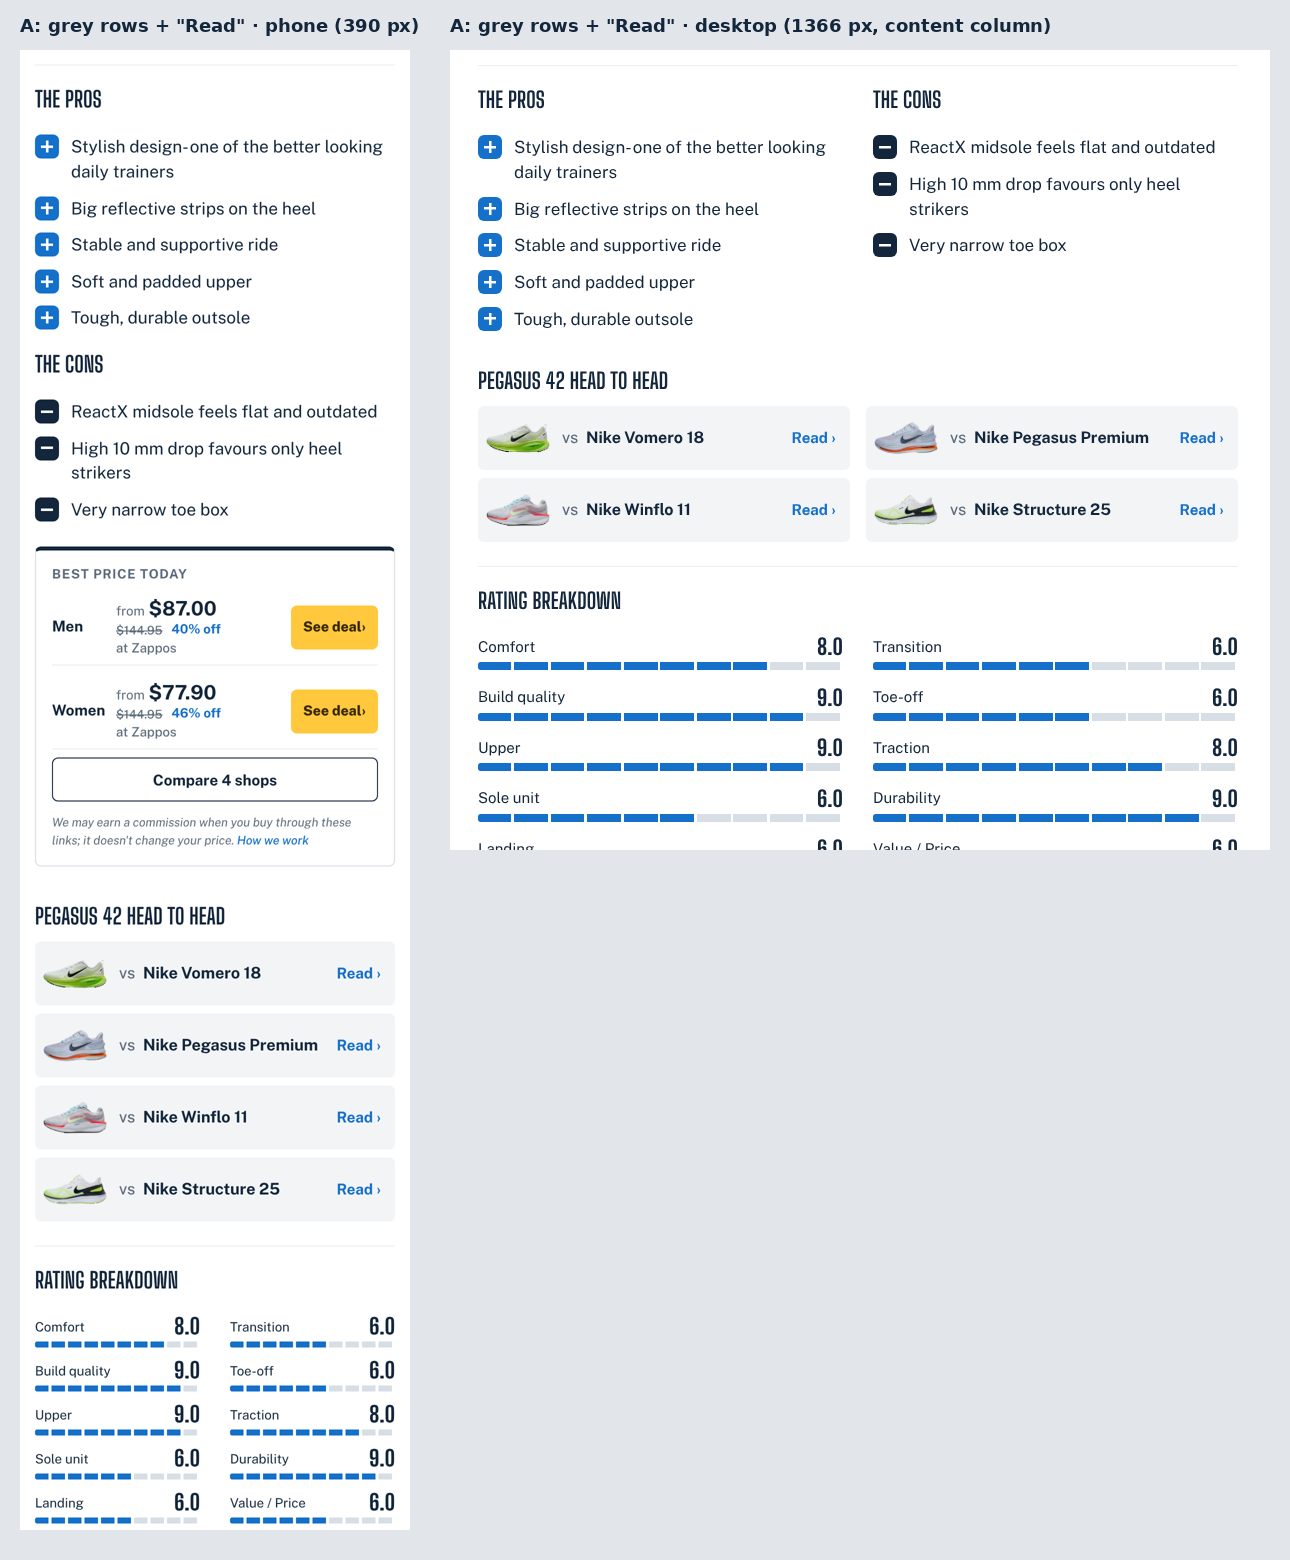 A: grey rows + "Read" · phone (390 px)
THE PROS
Stylish design-one of the better looking
daily trainers
Big reflective strips on the heel
Stable and supportive ride
Soft and padded upper
Tough, durable outsole
THE CONS
ReactX midsole feels flat and outdated
High 10 mm drop favours only heel
strikers
Very narrow toe box
BEST PRICE TODAY
Men
from $87.00
$144.95 40% off
at Zappos
See deal›
Women
from $77.90
$144.95 46% off
at Zappos
See deal›
Compare 4 shops
We may earn a commission when you buy through these
links; it doesn't change your price. How we work
PEGASUS 42 HEAD TO HEAD
vs Nike Vomero 18 Read ›
vs Nike Pegasus Premium Read ›
vs Nike Winflo 11 Read ›
vs Nike Structure 25 Read ›
RATING BREAKDOWN
Comfort 8.0 Transition 6.0
Build quality 9.0 Toe-off 6.0
Upper 9.0 Traction 8.0
Sole unit 6.0 Durability 9.0
Landing 6.0 Value / Price 6.0
A: grey rows + "Read" · desktop (1366 px, content column)
THE PROS
Stylish design-one of the better looking
daily trainers
Big reflective strips on the heel
Stable and supportive ride
Soft and padded upper
Tough, durable outsole
THE CONS
ReactX midsole feels flat and outdated
High 10 mm drop favours only heel
strikers
Very narrow toe box
PEGASUS 42 HEAD TO HEAD
vs Nike Vomero 18 Read ›
vs Nike Pegasus Premium Read ›
vs Nike Winflo 11 Read ›
vs Nike Structure 25 Read ›
RATING BREAKDOWN
Comfort 8.0 Transition 6.0
Build quality 9.0 Toe-off 6.0
Upper 9.0 Traction 8.0
Sole unit 6.0 Durability 9.0
Landing 6.0 Value / Price 6.0